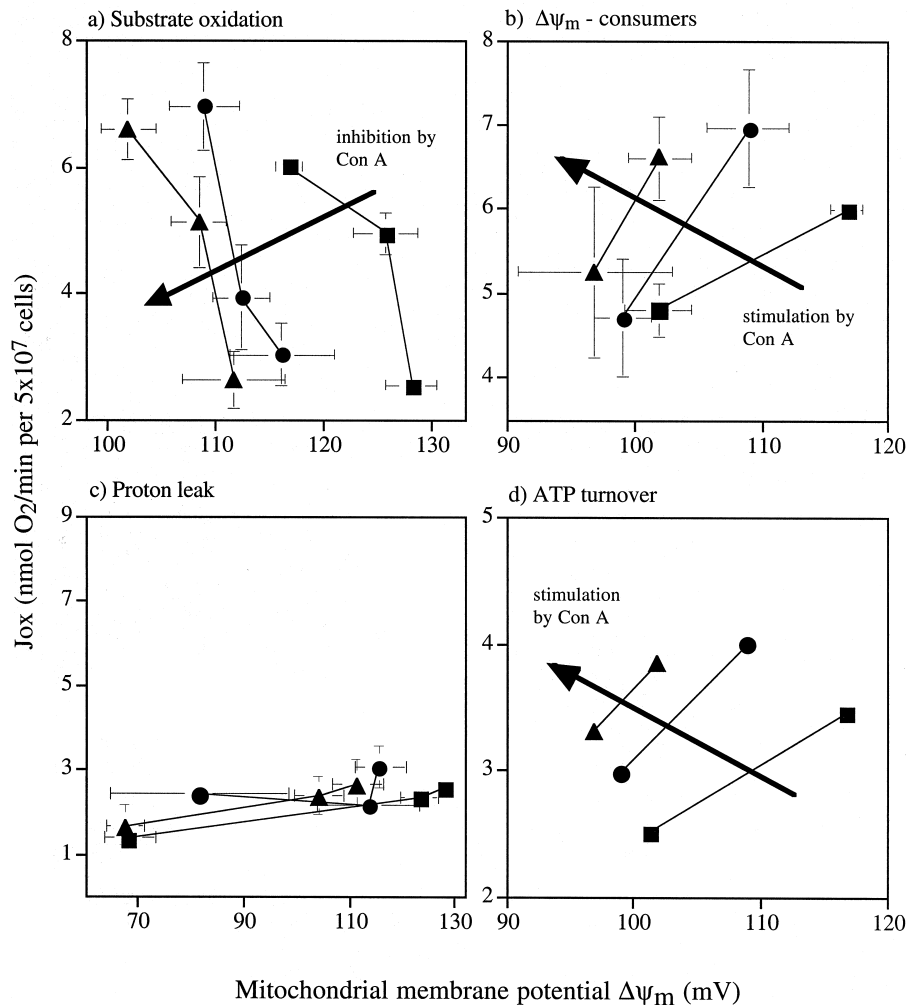 a) Substrate oxidation
8
6
4
2
100 110 120 130
inhibition by
Con A
b) Δψm - consumers
8
7
6
5
4
90 100 110 120
stimulation by
Con A
c) Proton leak
9
7
5
3
1
70 90 110 130
d) ATP turnover
5
4
3
2
90 100 110 120
stimulation
by Con A
Jox (nmol O2/min per 5x10⁷ cells)
Mitochondrial membrane potential Δψm (mV)